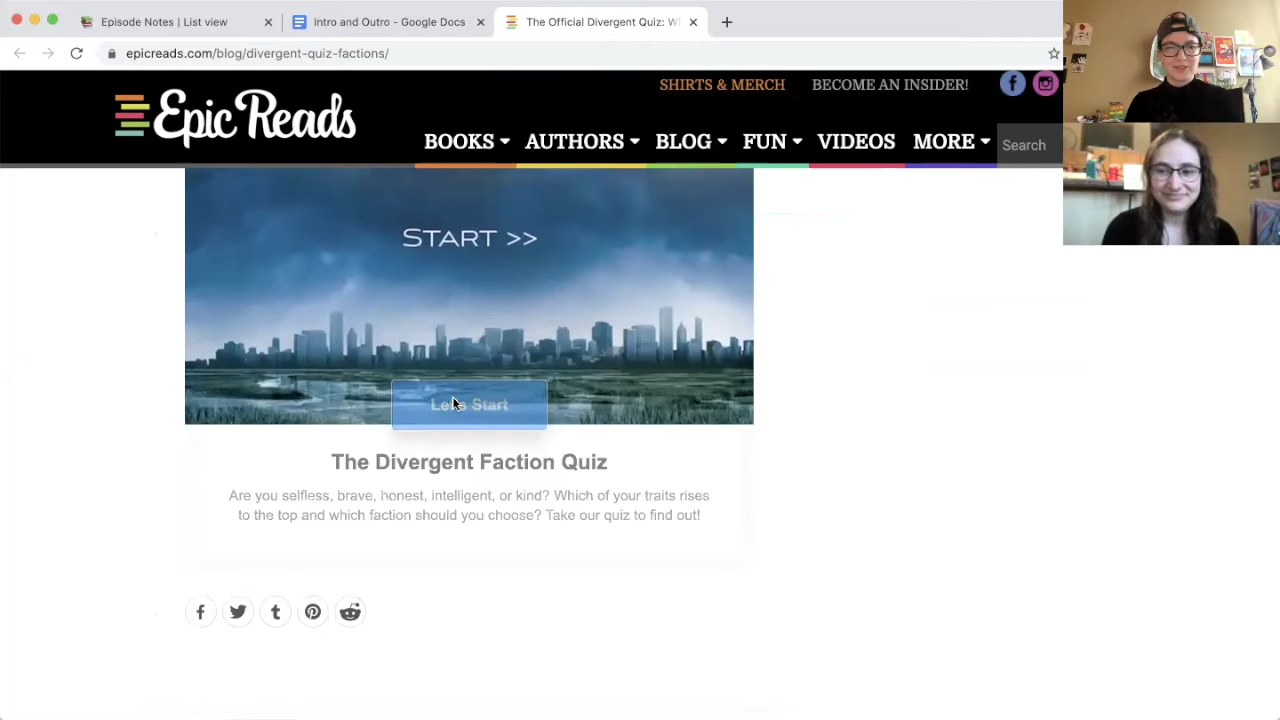 Episode Notes | List view
Intro and Outro - Google Docs
The Official Divergent Quiz: W
epicreads.com/blog/divergent-quiz-factions/
SHIRTS & MERCH
BECOME AN INSIDER!
Epic Reads
BOOKS
AUTHORS
BLOG
FUN
VIDEOS
MORE
Search
START >>
Let's Start
The Divergent Faction Quiz
Are you selfless, brave, honest, intelligent, or kind? Which of your traits rises
to the top and which faction should you choose? Take our quiz to find out!